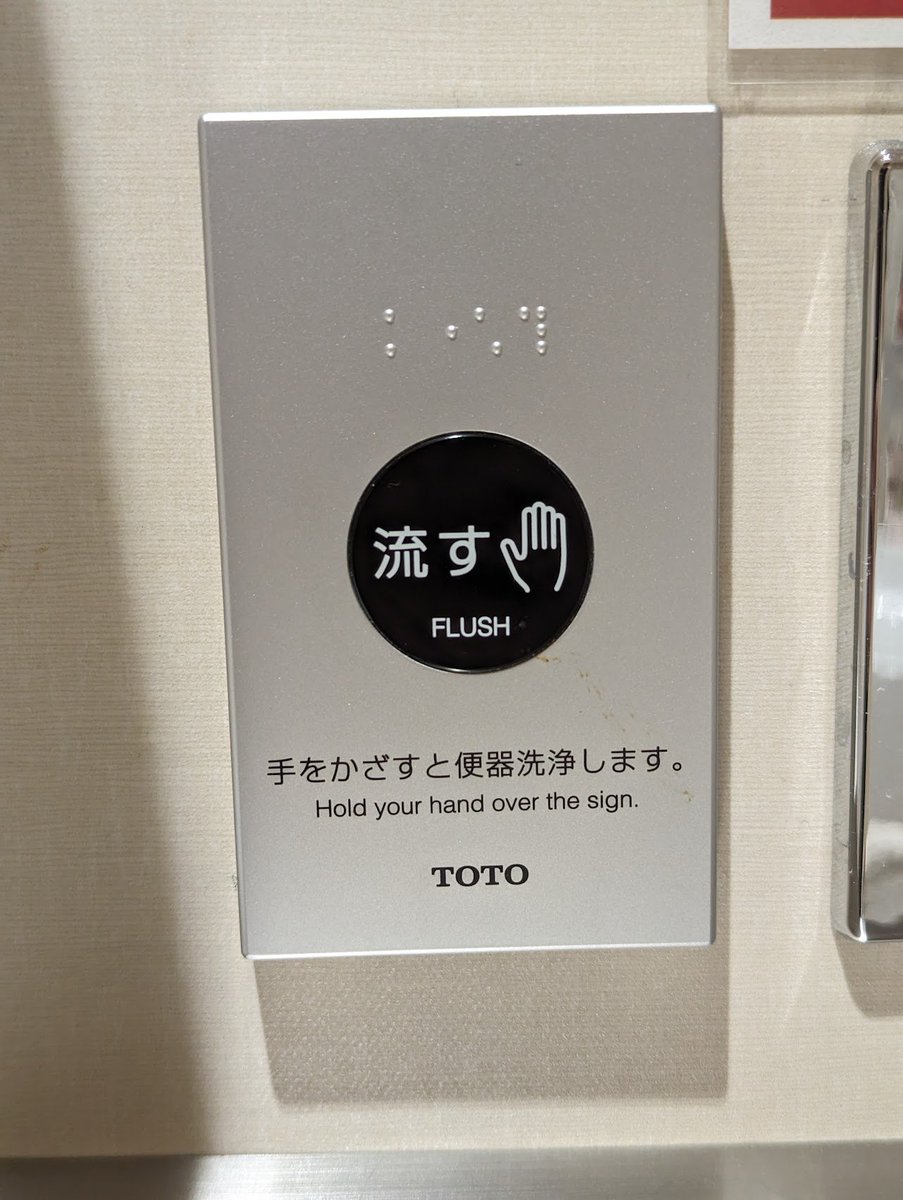 ⠅⠐⠡⠹
流す
FLUSH
手をかざすと便器洗浄します。
Hold your hand over the sign.
TOTO